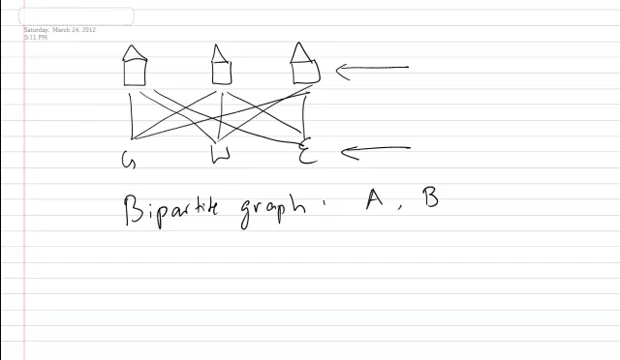 Saturday, March 24, 2012
5:11 PM
G W E
Bipartite graph. A, B